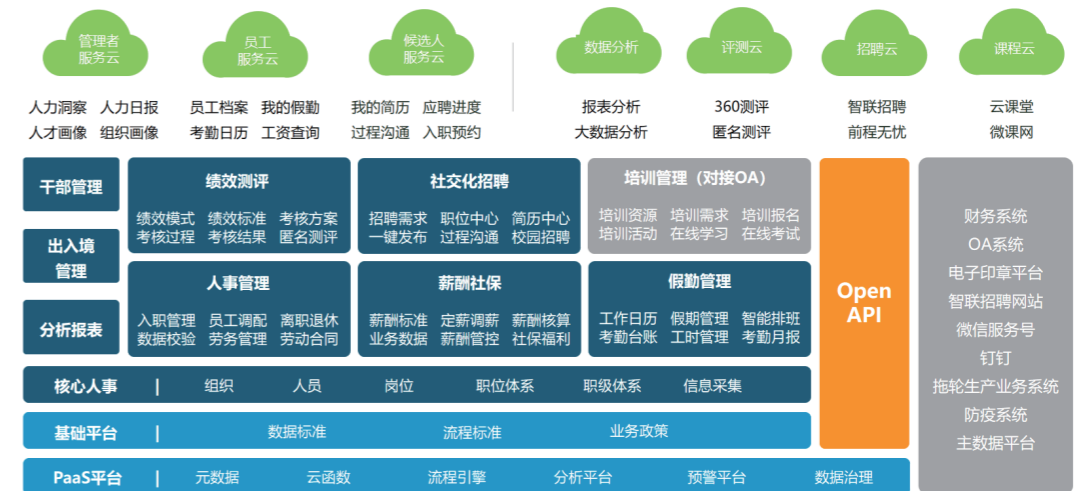 管理者
服务云
员工
服务云
候选人
服务云
数据分析
评测云
招聘云
课程云
人力洞察 人力日报
人才画像 组织画像
员工档案 我的假勤
考勤日历 工资查询
我的简历 应聘进度
过程沟通 入职预约
报表分析
大数据分析
360测评
匿名测评
智联招聘
前程无忧
云课堂
微课网
干部管理
出入境
管理
分析报表
绩效测评
绩效模式 绩效标准 考核方案
考核过程 考核结果 匿名测评
社交化招聘
招聘需求 职位中心 简历中心
一键发布 过程沟通 校园招聘
培训管理（对接OA）
培训资源 培训需求 培训报名
培训活动 在线学习 在线考试
人事管理
入职管理 员工调配 离职退休
数据校验 劳务管理 劳动合同
薪酬社保
薪酬标准 定薪调薪 薪酬核算
业务数据 薪酬管控 社保福利
假勤管理
工作日历 假期管理 智能排班
考勤台账 工时管理 考勤月报
核心人事 | 组织 人员 岗位 职位体系 职级体系 信息采集
基础平台 | 数据标准 流程标准 业务政策
PaaS平台 | 元数据 云函数 流程引擎 分析平台 预警平台 数据治理
Open
API
财务系统
OA系统
电子印章平台
智联招聘网站
微信服务号
钉钉
拖轮生产业务系统
防疫系统
主数据平台